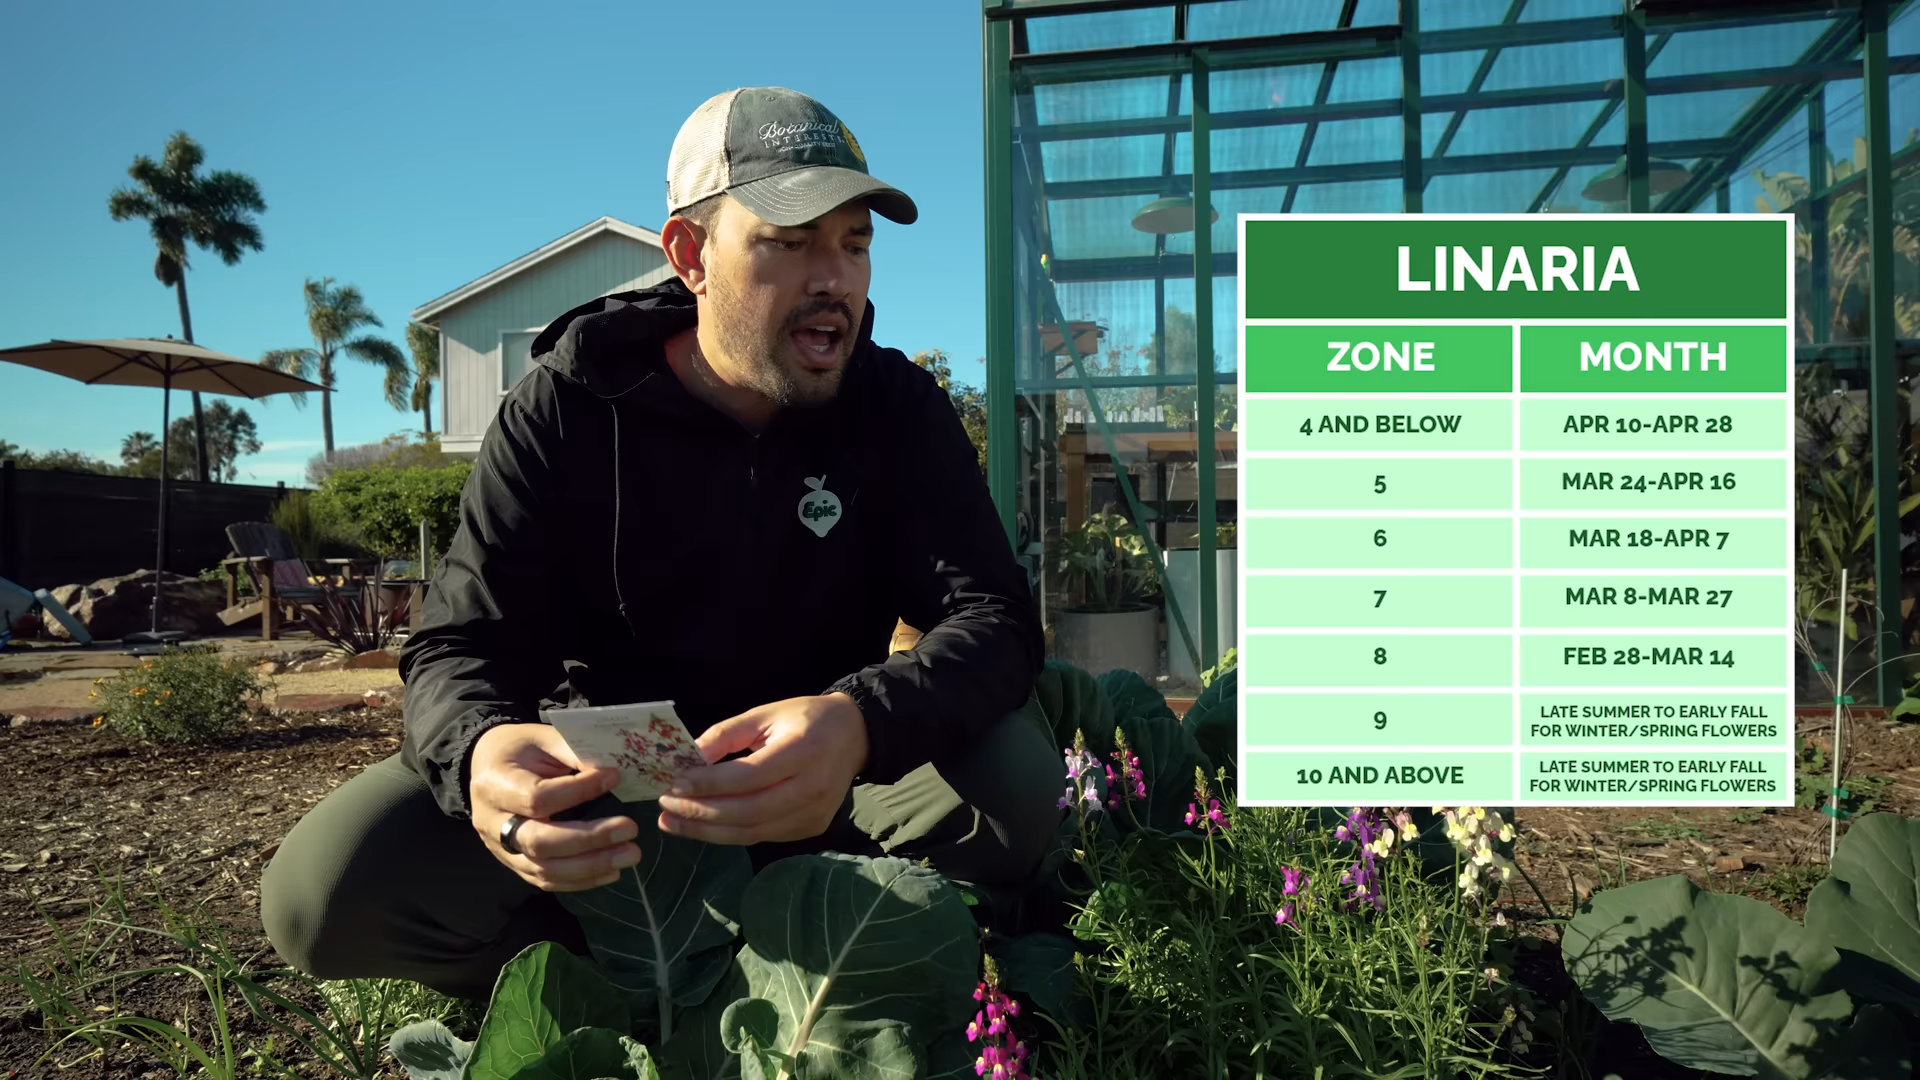 Botanical
INTERESTS
Epic
LINARIA
ZONE MONTH
4 AND BELOW APR 10-APR 28
5 MAR 24-APR 16
6 MAR 18-APR 7
7 MAR 8-MAR 27
8 FEB 28-MAR 14
9 LATE SUMMER TO EARLY FALL
FOR WINTER/SPRING FLOWERS
10 AND ABOVE LATE SUMMER TO EARLY FALL
FOR WINTER/SPRING FLOWERS